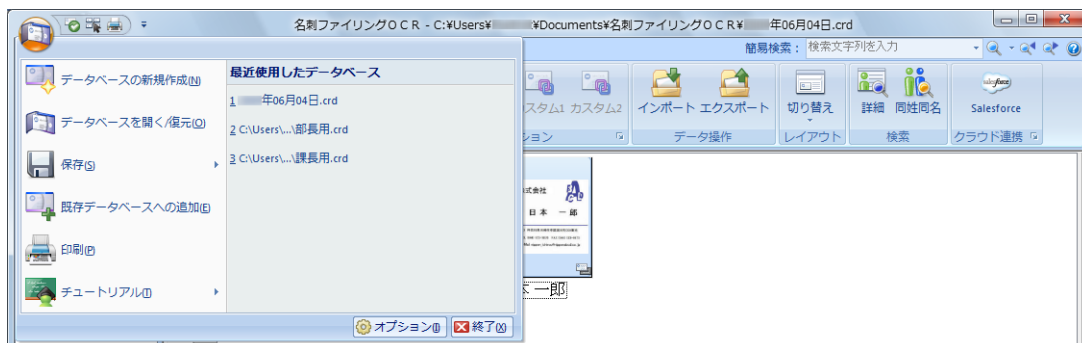 名刺ファイリングOCR - C:¥Users¥ ¥Documents¥名刺ファイリングOCR¥ 年06月04日.crd
簡易検索： 検索文字列を入力
データベースの新規作成(N)
データベースを開く/復元(O)
保存(S)
既存データベースへの追加(E)
印刷(P)
チュートリアル(T)
最近使用したデータベース
1 年06月04日.crd
2 C:\Users\...\部長用.crd
3 C:\Users\...\課長用.crd
オプション(I) 終了(X)
スタム1 カスタム2
ション
インポート エクスポート
データ操作
切り替え
レイアウト
詳細 同姓同名
検索
salesforce
Salesforce
クラウド連携
式会社
日本 一郎
本 一郎